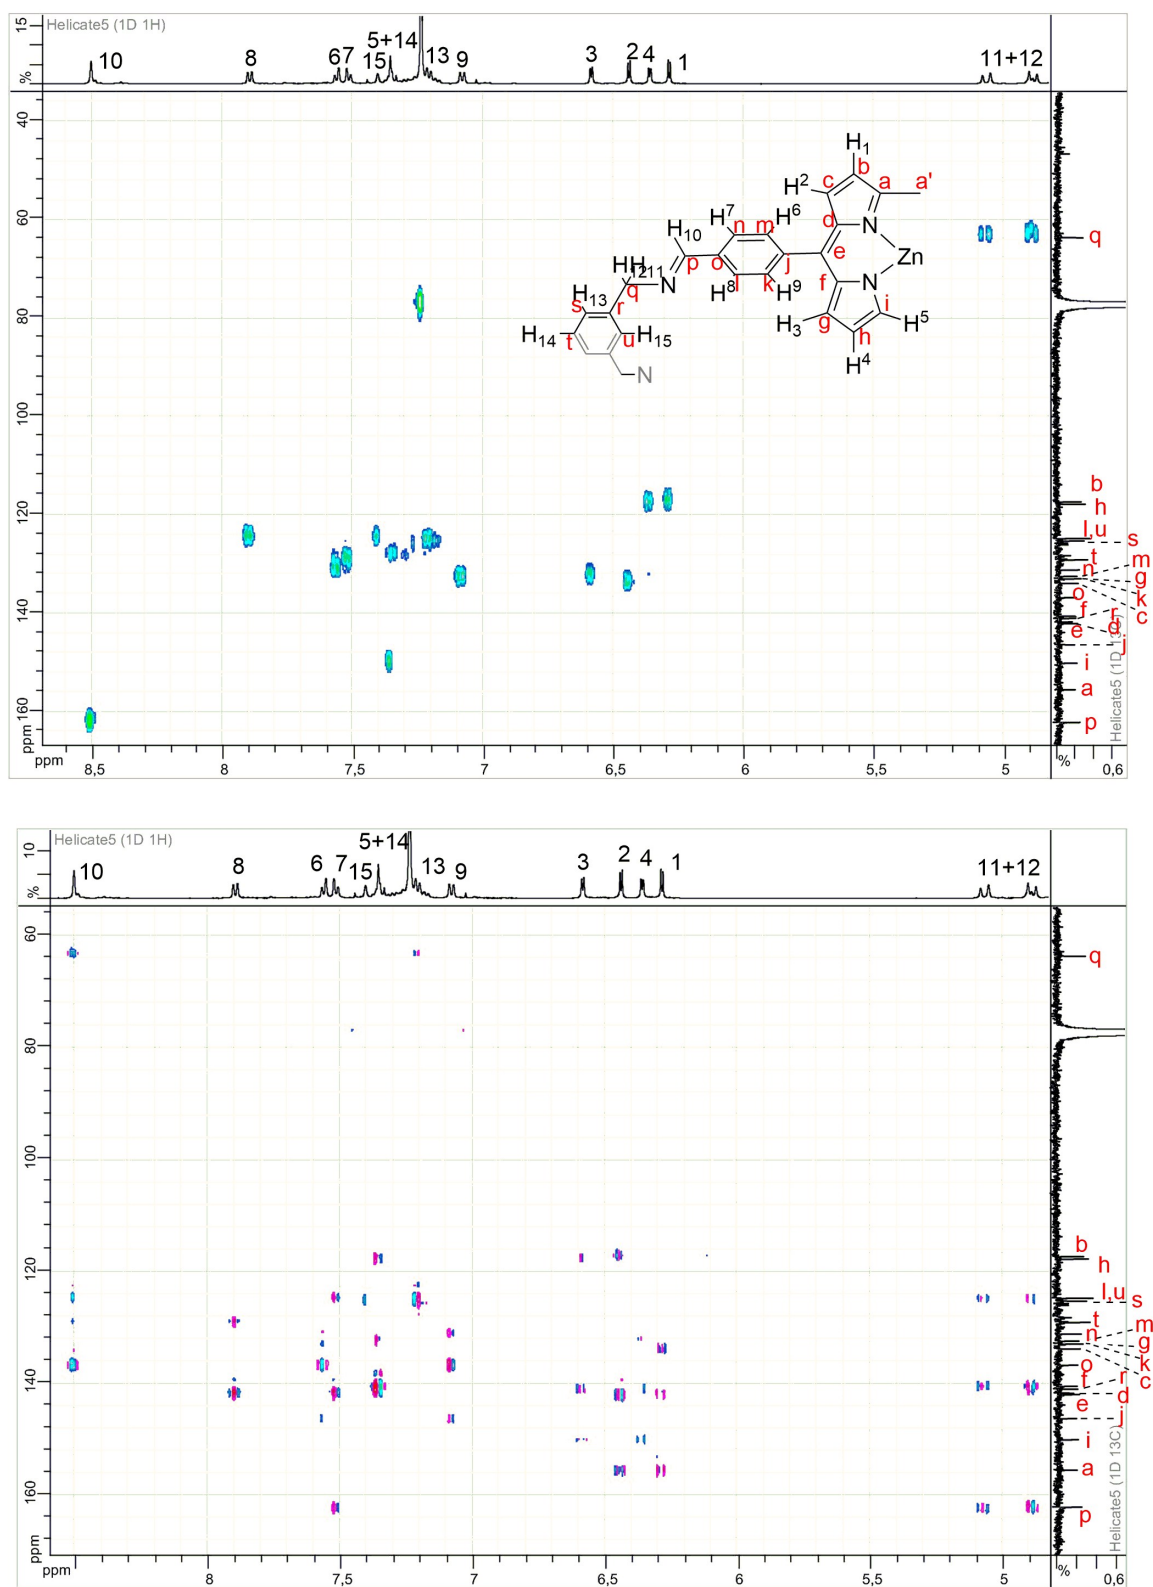 Helicate5 (1D 1H)
15
%
10
8
67
15
5+14
13
9
3
2
4
1
11+12
40
60
80
100
120
140
160
ppm
H1
b
a
a'
H2
c
d
N
H7
n
m
H6
H10
p
o
j
e
Zn
H
H
12
11
q
N
H8
l
k
H9
f
N
i
H13
s
r
g
H5
H3
h
H14
t
u
H15
H4
N
q
b
h
l,u
s
t
m
n
g
o
k
f
r
c
e
d
j
i
a
p
Helicate5 (1D 13C)
ppm
8,5
8
7,5
7
6,5
6
5,5
5
%
0,6
Helicate5 (1D 1H)
10
%
10
8
6
7
15
5+14
13
9
3
2
4
1
11+12
60
80
100
120
140
160
ppm
q
b
h
l,u
s
t
m
n
g
o
k
f
r
c
e
d
j
i
a
p
Helicate5 (1D 13C)
ppm
8
7,5
7
6,5
6
5,5
5
%
0,6